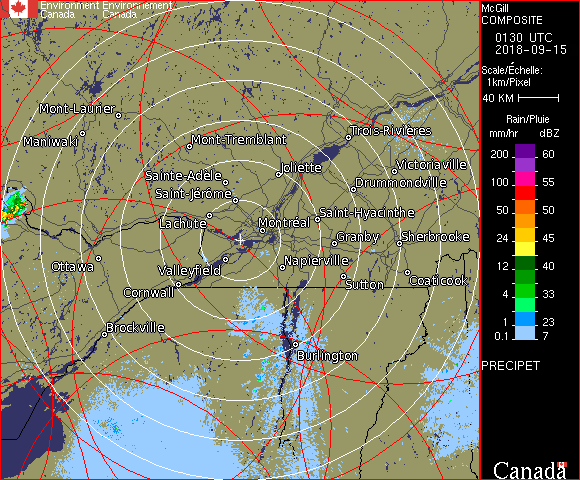 Environment Environnement
Canada Canada
McGill
COMPOSITE
0130 UTC
2018-09-15
Scale/Échelle:
1km/Pixel
40 KM
Rain/Pluie
mm/hr dBZ
200 60
100 55
75 53
50 50
24 45
12 40
4 33
1 23
0.1 7
PRECIPET
Mont-Laurier
Maniwaki
Mont-Tremblant
Trois-Rivières
Victoriaville
Sainte-Adèle
Joliette
Drummondville
Saint-Jérôme
Lachute
Saint-Hyacinthe
Montréal
Granby
Sherbrooke
Ottawa
Valleyfield
Napierville
Cornwall
Sutton
Coaticook
Brockville
Burlington
Canada